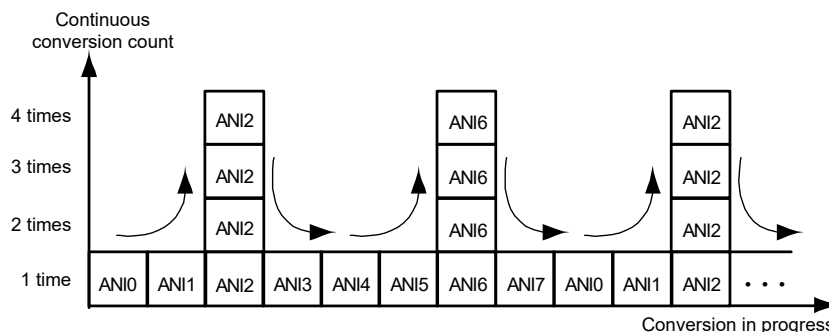 Continuous
conversion count
4 times ANI2 ANI6 ANI2
3 times ANI2 ANI6 ANI2
2 times ANI2 ANI6 ANI2
1 time ANI0 ANI1 ANI2 ANI3 ANI4 ANI5 ANI6 ANI7 ANI0 ANI1 ANI2 • • •
Conversion in progress